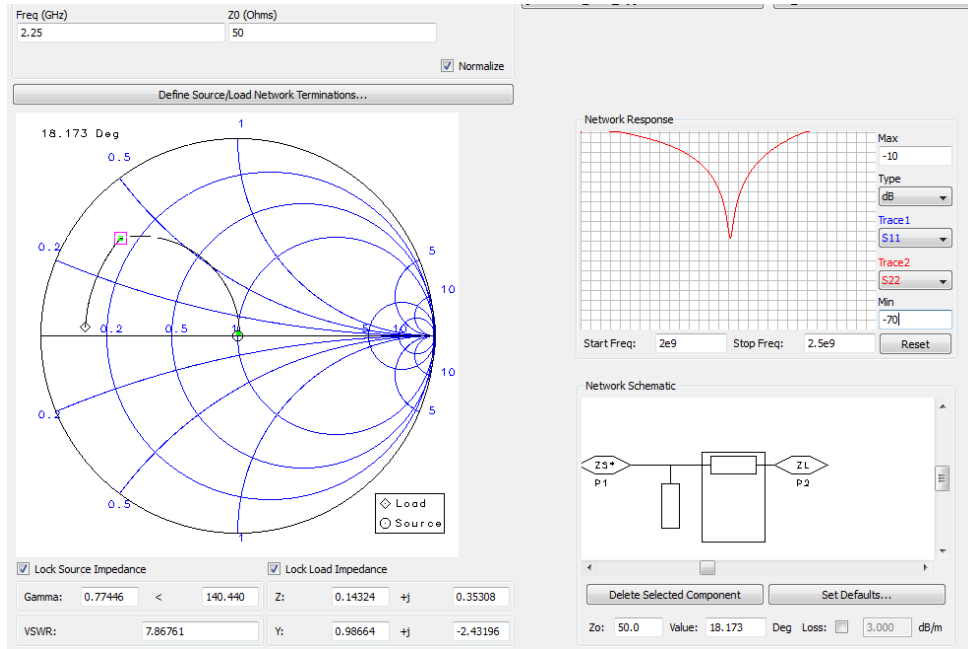 Freq (GHz) Z0 (Ohms)
2.25 50
Normalize
Define Source/Load Network Terminations...
18.173 Deg
1
0.5
0.2
5
10
0.2 0.5 1 5 10
10
5
0.2
0.5
1
Load
Source
Lock Source Impedance Lock Load Impedance
Gamma: 0.77446 < 140.440 Z: 0.14324 +j 0.35308
VSWR: 7.86761 Y: 0.98664 +j -2.43196
Network Response
Max
-10
Type
dB
Trace1
S11
Trace2
S22
Min
-70
Start Freq: 2e9 Stop Freq: 2.5e9 Reset
Network Schematic
ZS* ZL
P1 P2
Delete Selected Component Set Defaults...
Zo: 50.0 Value: 18.173 Deg Loss: 3.000 dB/m